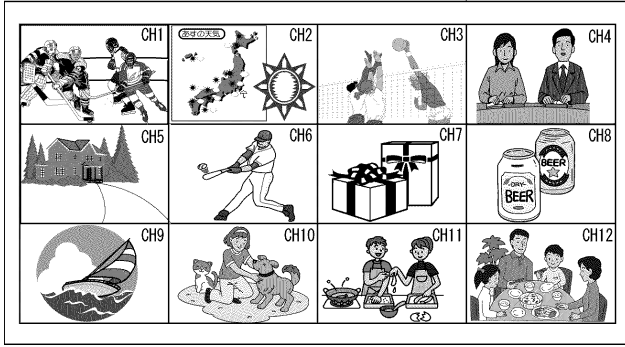 CH1
あすの天気
CH2
CH3
CH4
CH5
CH6
CH7
CH8
DRY
BEER
BEER
CH9
CH10
CH11
CH12